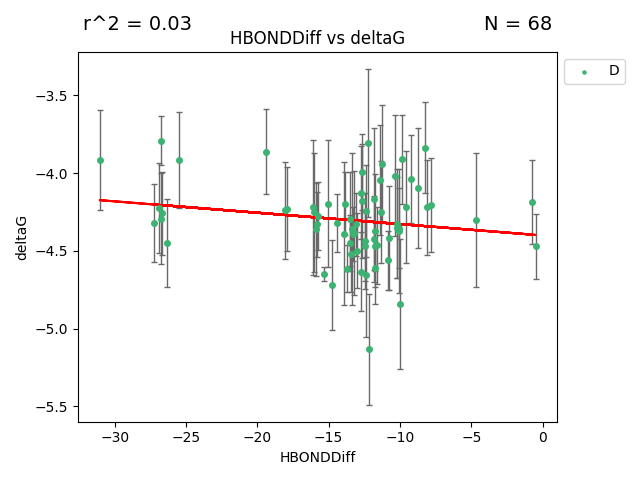 r^2 = 0.03
N = 68
HBONDDiff vs deltaG
D
−3.5
−4.0
−4.5
−5.0
−5.5
deltaG
−30
−25
−20
−15
−10
−5
0
HBONDDiff